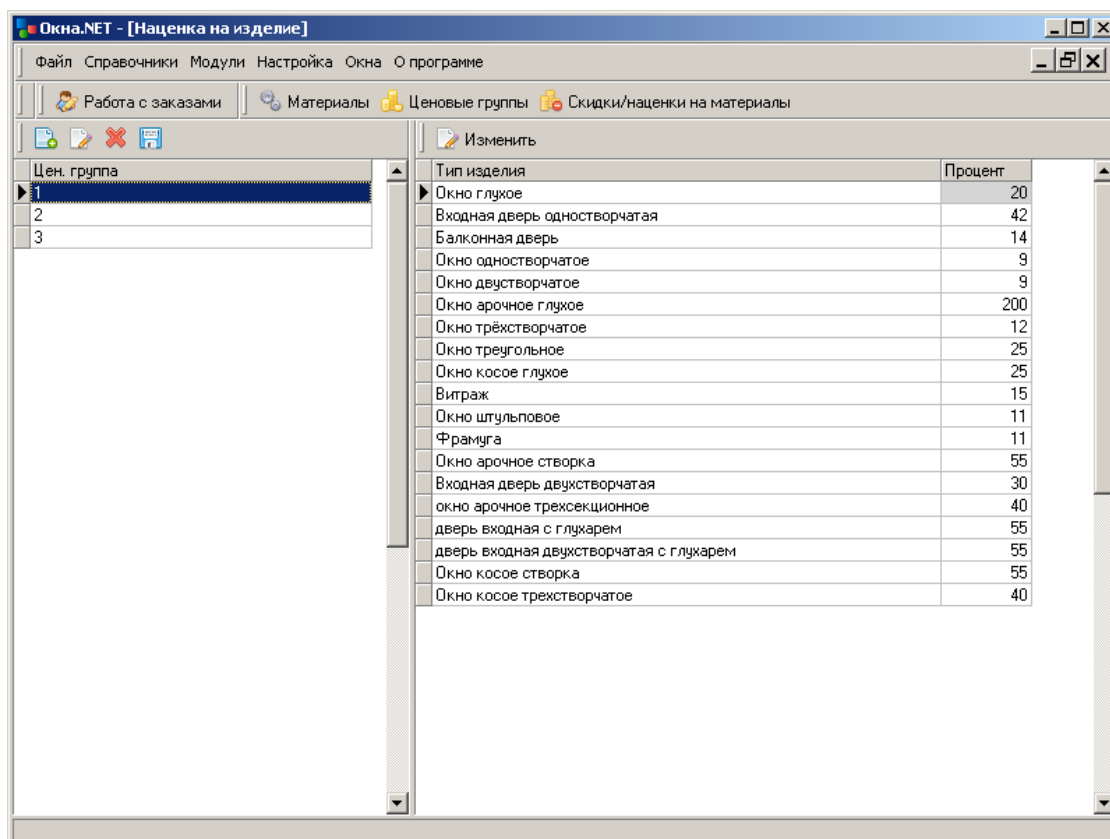 Окна.NET - [Наценка на изделие]
Файл Справочники Модули Настройка Окна О программе
Работа с заказами Материалы Ценовые группы Скидки/наценки на материалы
Изменить
Цен. группа
1
2
3
Тип изделия Процент
Окно глухое 20
Входная дверь одностворчатая 42
Балконная дверь 14
Окно одностворчатое 9
Окно двустворчатое 9
Окно арочное глухое 200
Окно трёхстворчатое 12
Окно треугольное 25
Окно косое глухое 25
Витраж 15
Окно штульповое 11
Фрамуга 11
Окно арочное створка 55
Входная дверь двухстворчатая 30
окно арочное трехсекционное 40
дверь входная с глухарем 55
дверь входная двухстворчатая с глухарем 55
Окно косое створка 55
Окно косое трехстворчатое 40